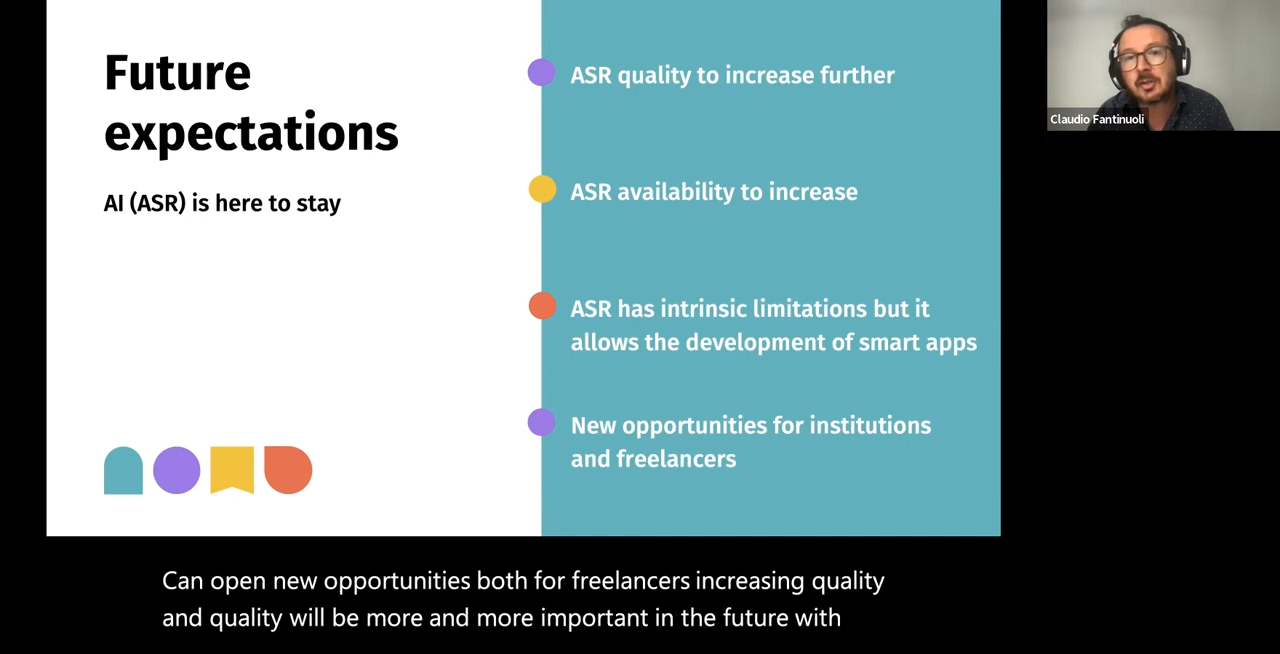 Future
expectations
AI (ASR) is here to stay
ASR quality to increase further
ASR availability to increase
ASR has intrinsic limitations but it
allows the development of smart apps
New opportunities for institutions
and freelancers
Claudio Fantinuoli
Can open new opportunities both for freelancers increasing quality
and quality will be more and more important in the future with